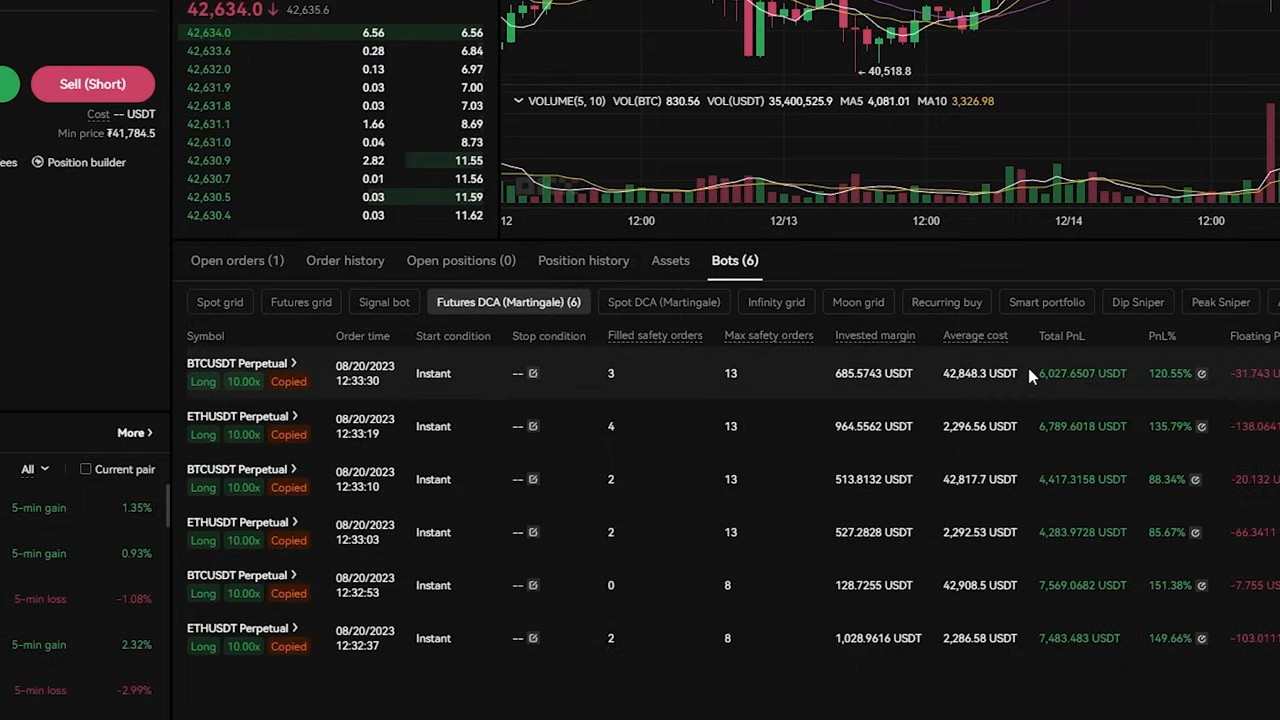 42,634.0↓ 42,635.6
42,634.0 6.56 6.56
42,633.6 0.28 6.84
42,632.0 0.13 6.97
42,631.9 0.03 7.00
42,631.8 0.03 7.03
42,631.1 1.66 8.69
42,631.0 0.04 8.73
42,630.9 2.82 11.55
42,630.7 0.01 11.56
42,630.5 0.03 11.59
42,630.4 0.03 11.62
Sell (Short)
Cost -- USDT
Min price ₮41,784.5
ees Position builder
← 40,518.8
VOLUME(5, 10) VOL(BTC) 830.56 VOL(USDT) 35,400,525.9 MA5 4,081.01 MA10 3,326.98
12 12:00 12/13 12:00 12/14 12:00
Open orders (1) Order history Open positions (0) Position history Assets Bots (6)
Spot grid Futures grid Signal bot Futures DCA (Martingale) (6) Spot DCA (Martingale) Infinity grid Moon grid Recurring buy Smart portfolio Dip Sniper Peak Sniper
Symbol Order time Start condition Stop condition Filled safety orders Max safety orders Invested margin Average cost Total PnL PnL% Floating P
BTCUSDT Perpetual > 08/20/2023 Instant -- 3 13 685.5743 USDT 42,848.3 USDT 6,027.6507 USDT 120.55% -31.743 U
Long 10.00x Copied 12:33:30
ETHUSDT Perpetual > 08/20/2023 Instant -- 4 13 964.5562 USDT 2,296.56 USDT 6,789.6018 USDT 135.79% -138.0641
Long 10.00x Copied 12:33:19
BTCUSDT Perpetual > 08/20/2023 Instant -- 2 13 513.8132 USDT 42,817.7 USDT 4,417.3158 USDT 88.34% -20.132 U
Long 10.00x Copied 12:33:10
ETHUSDT Perpetual > 08/20/2023 Instant -- 2 13 527.2828 USDT 2,292.53 USDT 4,283.9728 USDT 85.67% -66.3411
Long 10.00x Copied 12:33:03
BTCUSDT Perpetual > 08/20/2023 Instant -- 0 8 128.7255 USDT 42,908.5 USDT 7,569.0682 USDT 151.38% -7.755 US
Long 10.00x Copied 12:32:53
ETHUSDT Perpetual > 08/20/2023 Instant -- 2 8 1,028.9616 USDT 2,286.58 USDT 7,483.483 USDT 149.66% -103.0111
Long 10.00x Copied 12:32:37
More >
All Current pair
5-min gain 1.35%
5-min gain 0.93%
5-min loss -1.08%
5-min gain 2.32%
5-min loss -2.99%